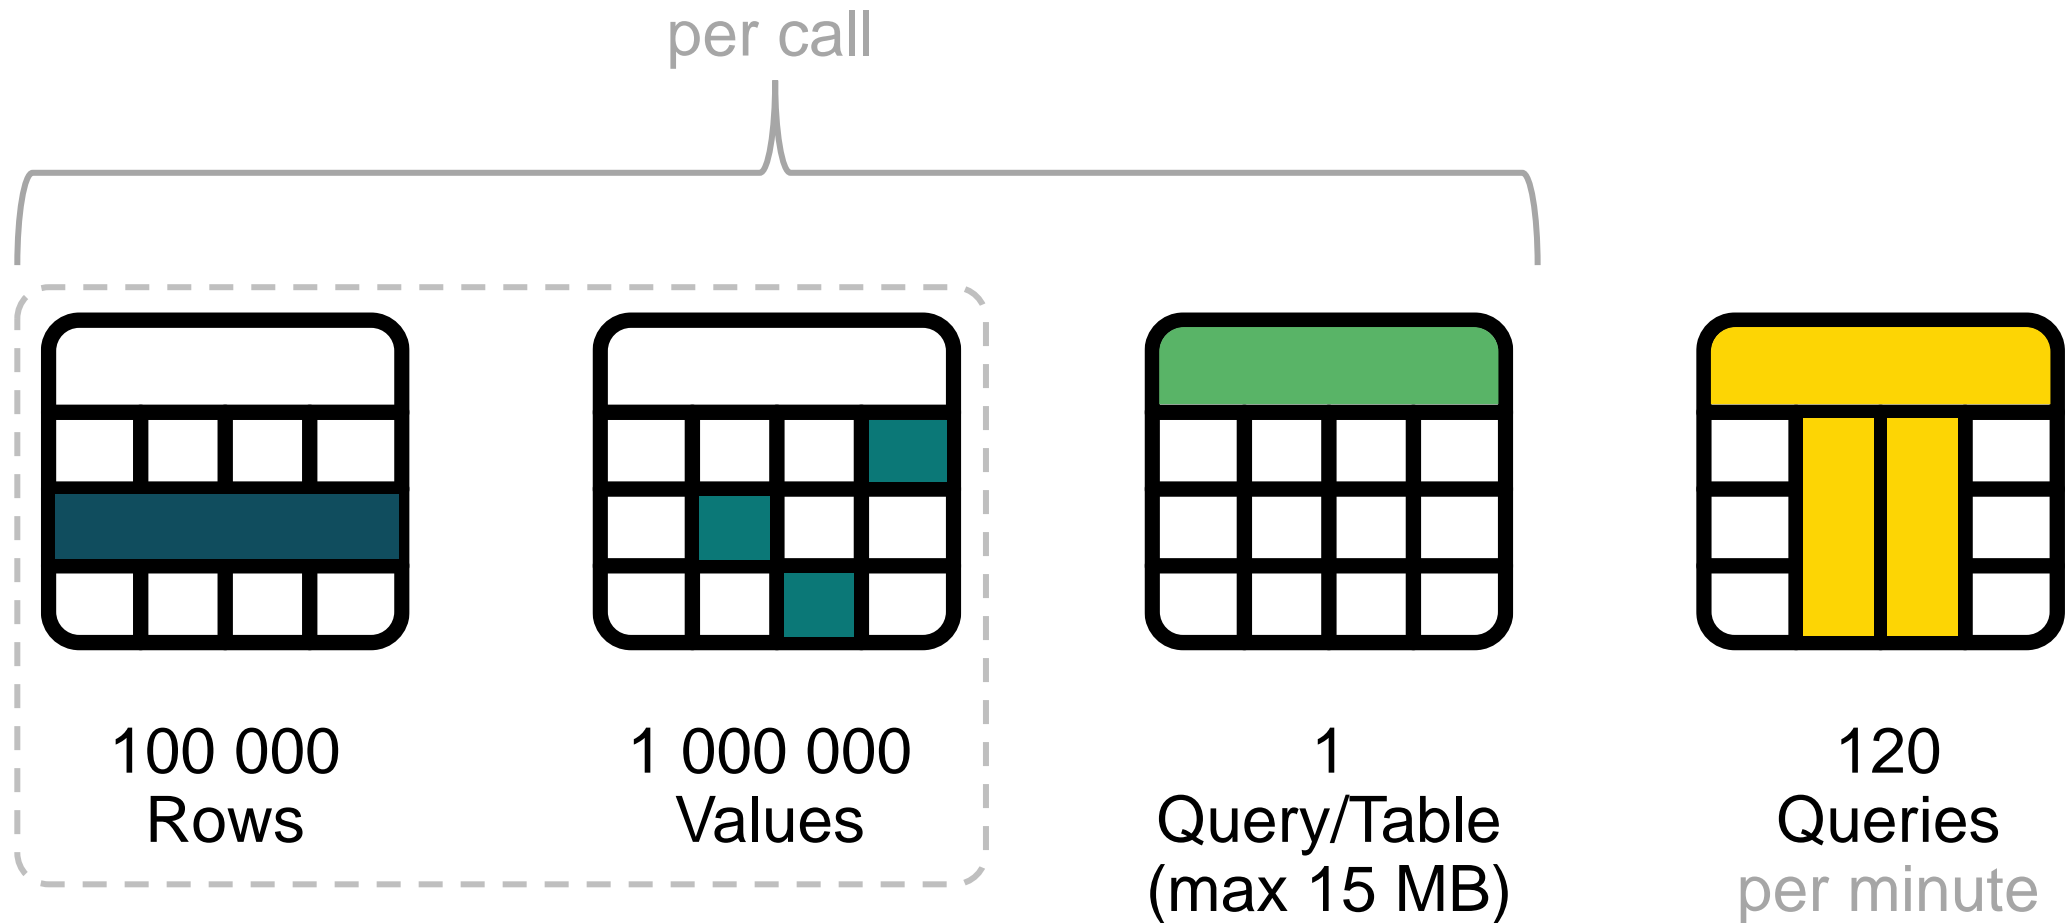 per call
100 000
Rows
1 000 000
Values
1
Query/Table
(max 15 MB)
120
Queries
per minute